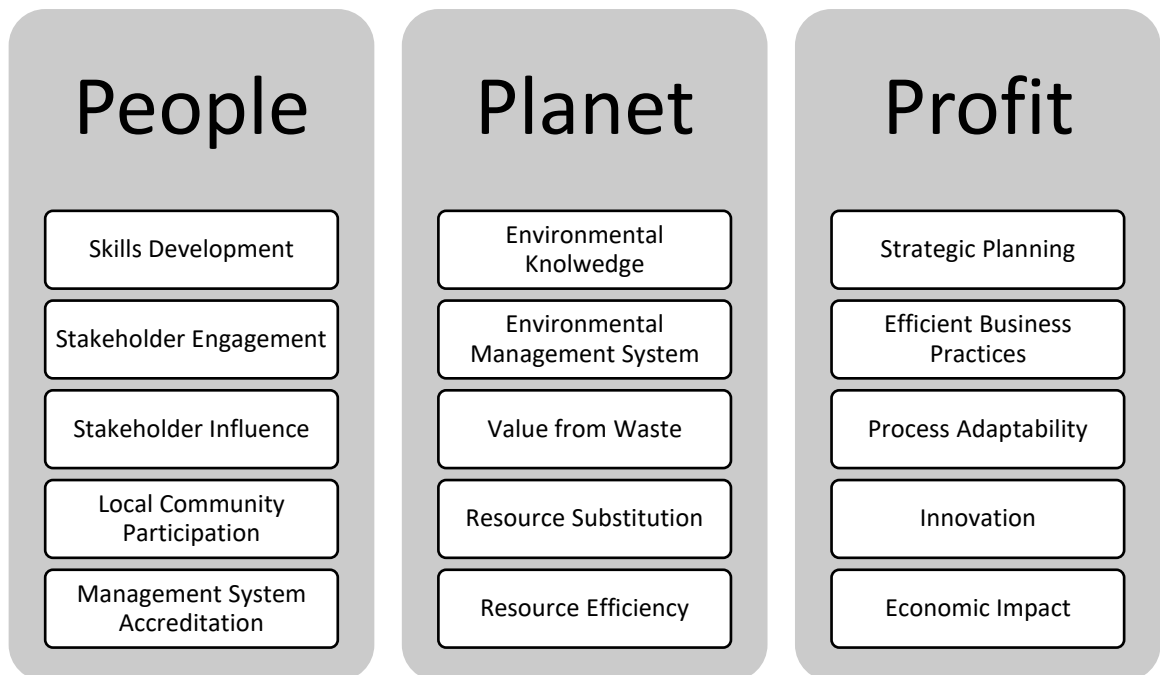 People
Skills Development
Stakeholder Engagement
Stakeholder Influence
Local Community
Participation
Management System
Accreditation
Planet
Environmental
Knolwedge
Environmental
Management System
Value from Waste
Resource Substitution
Resource Efficiency
Profit
Strategic Planning
Efficient Business
Practices
Process Adaptability
Innovation
Economic Impact